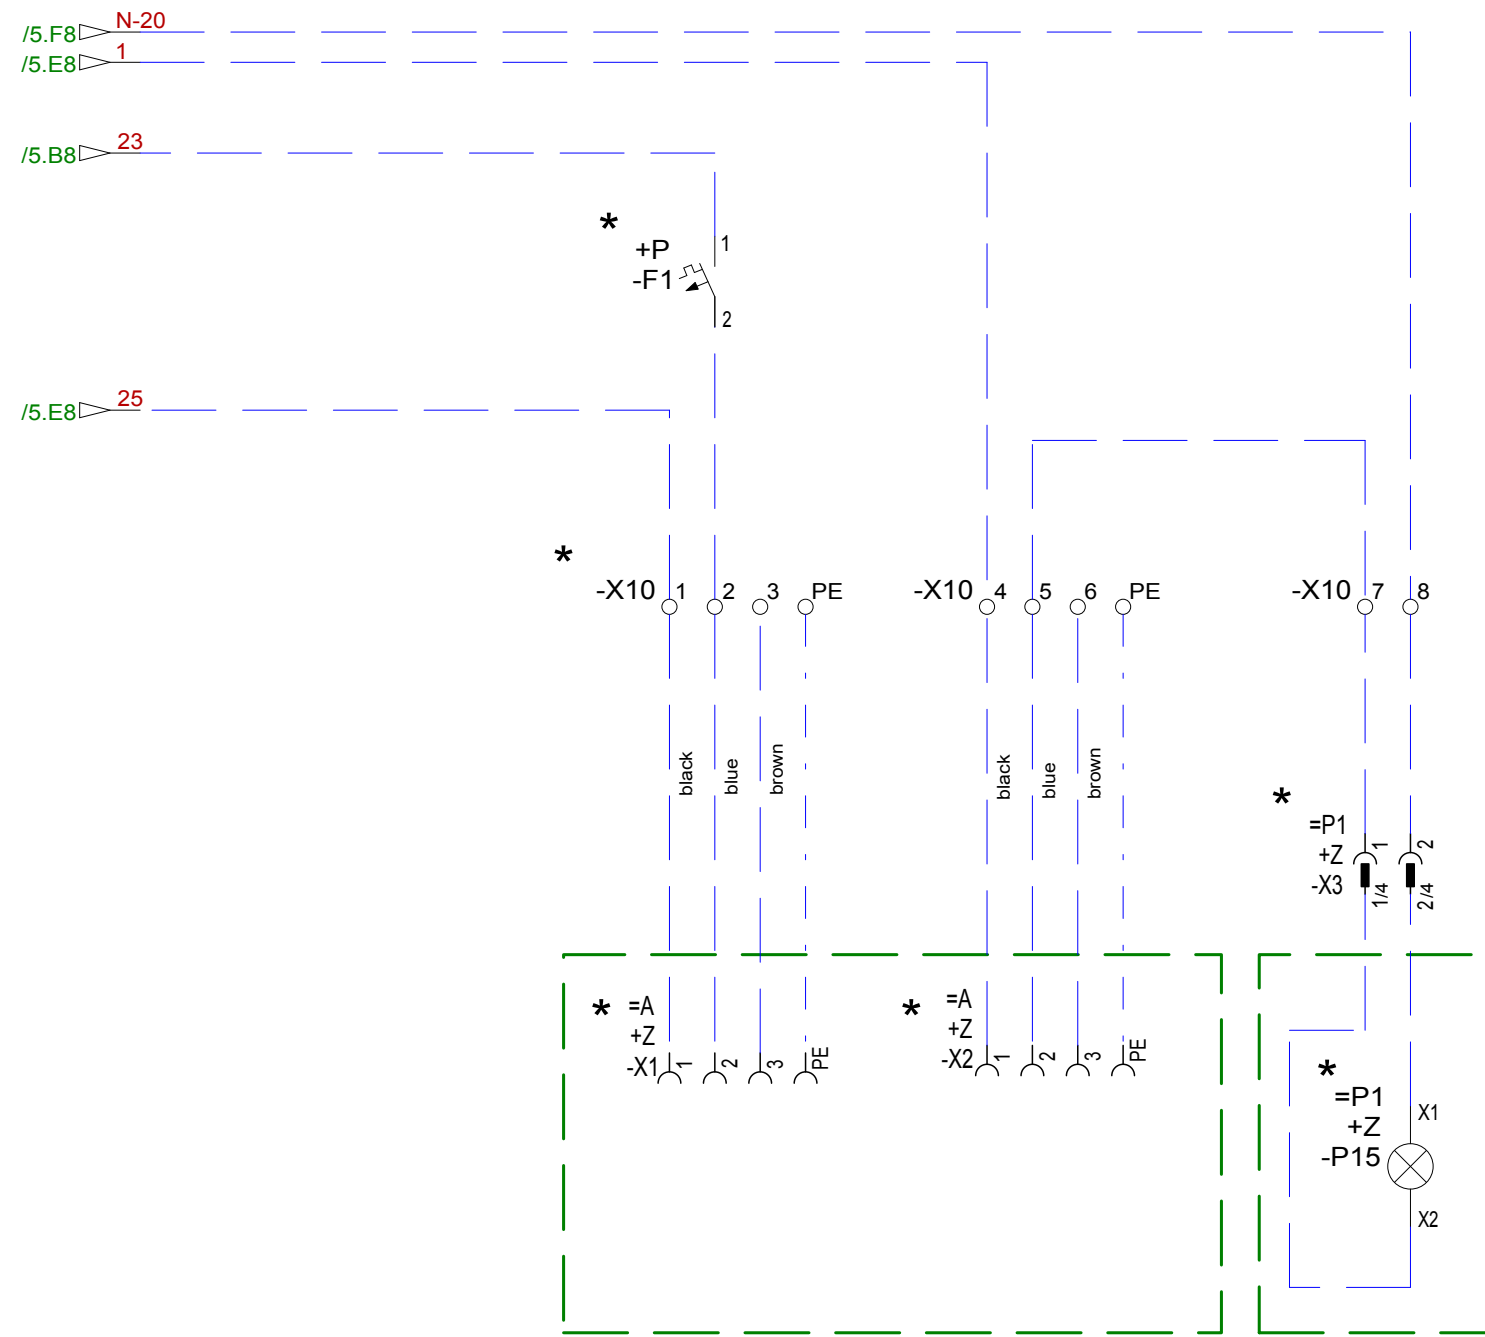 N-20
/5.F8
1
/5.E8
23
/5.B8
*
+P
-F1
1
2
25
/5.E8
*
-X10 1 2 3 PE
-X10 4 5 6 PE
-X10 7 8
black
blue
brown
black
blue
brown
*
=P1
+Z
-X3
1
2
1/4
2/4
*
=A
+Z
-X1
1
2
3
PE
*
=A
+Z
-X2
1
2
3
PE
*
=P1
+Z
-P15
X1
X2